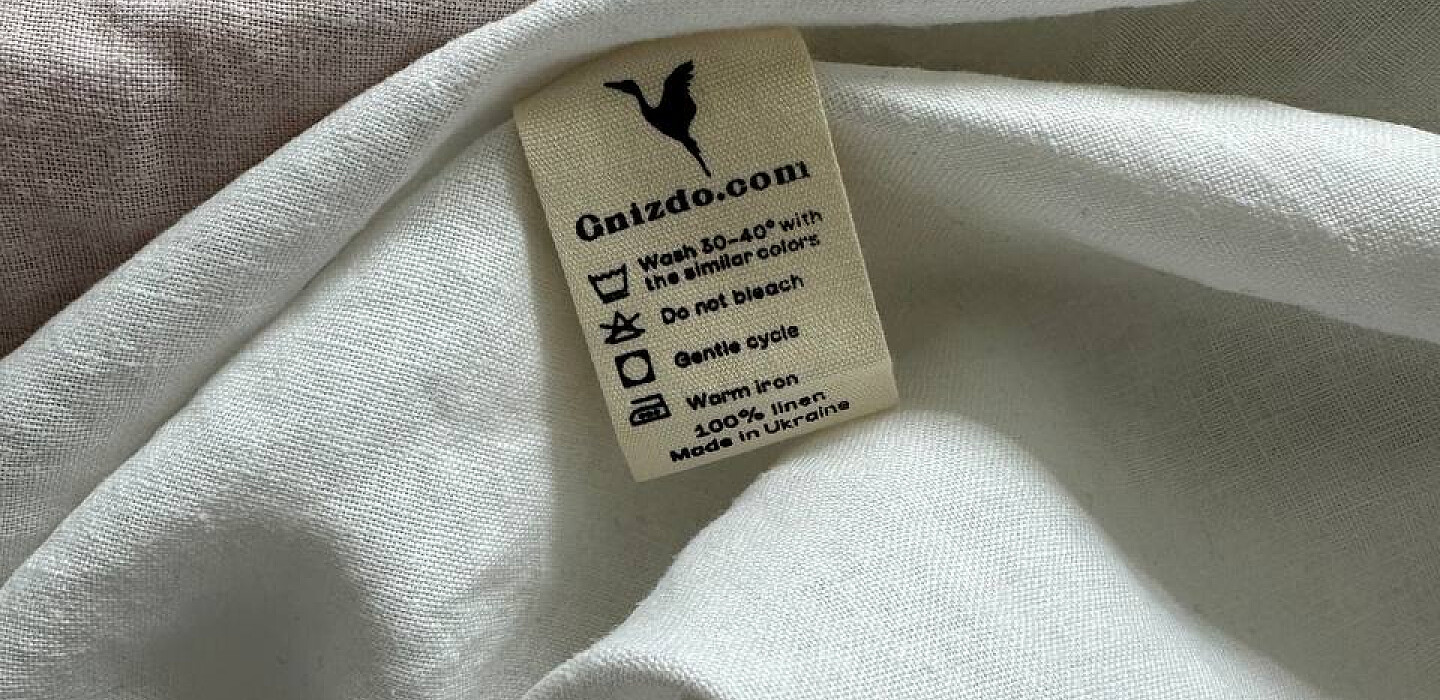 Gnizdo.com
Wash 30-40° with
the similar colors
Do not bleach
Gentle cycle
Warm iron
100% linen
Made in Ukraine